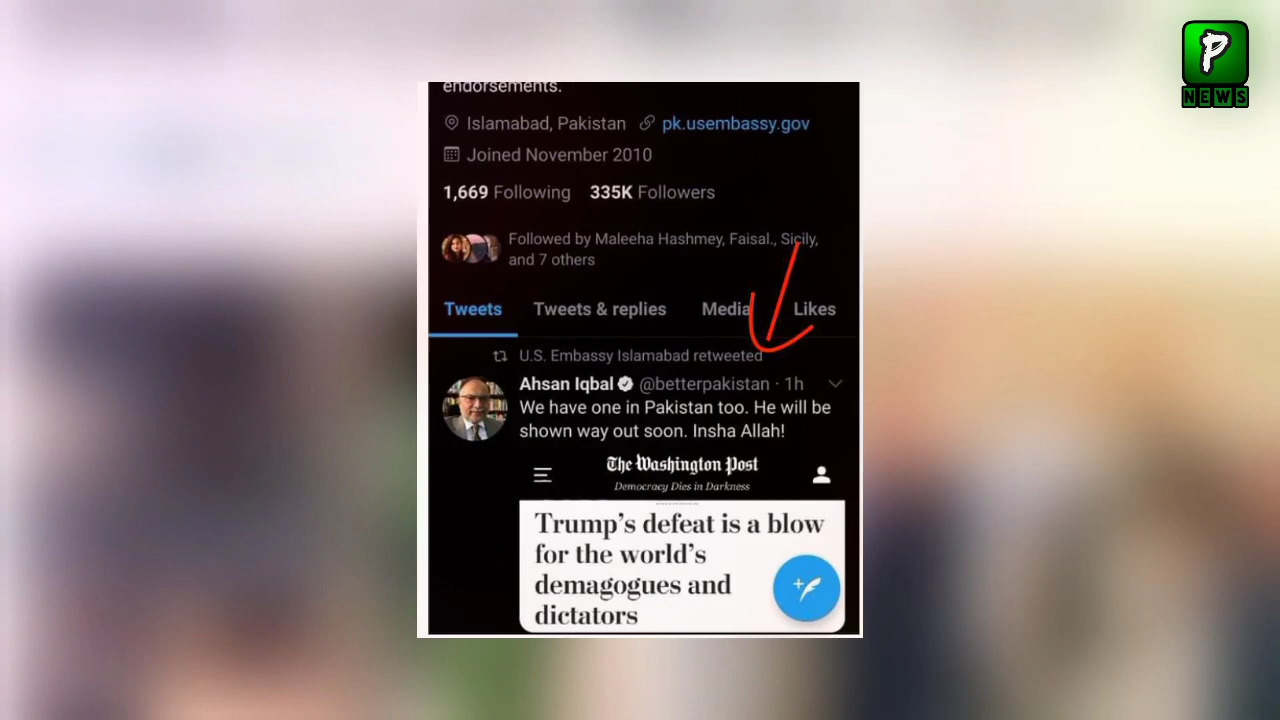 P
NEWS
endorsements.
Islamabad, Pakistan pk.usembassy.gov
Joined November 2010
1,669 Following 335K Followers
Followed by Maleeha Hashmey, Faisal., Sicily,
and 7 others
Tweets Tweets & replies Media Likes
U.S. Embassy Islamabad retweeted
Ahsan Iqbal @betterpakistan · 1h
We have one in Pakistan too. He will be
shown way out soon. Insha Allah!
The Washington Post
Democracy Dies in Darkness
Trump's defeat is a blow
for the world's
demagogues and
dictators